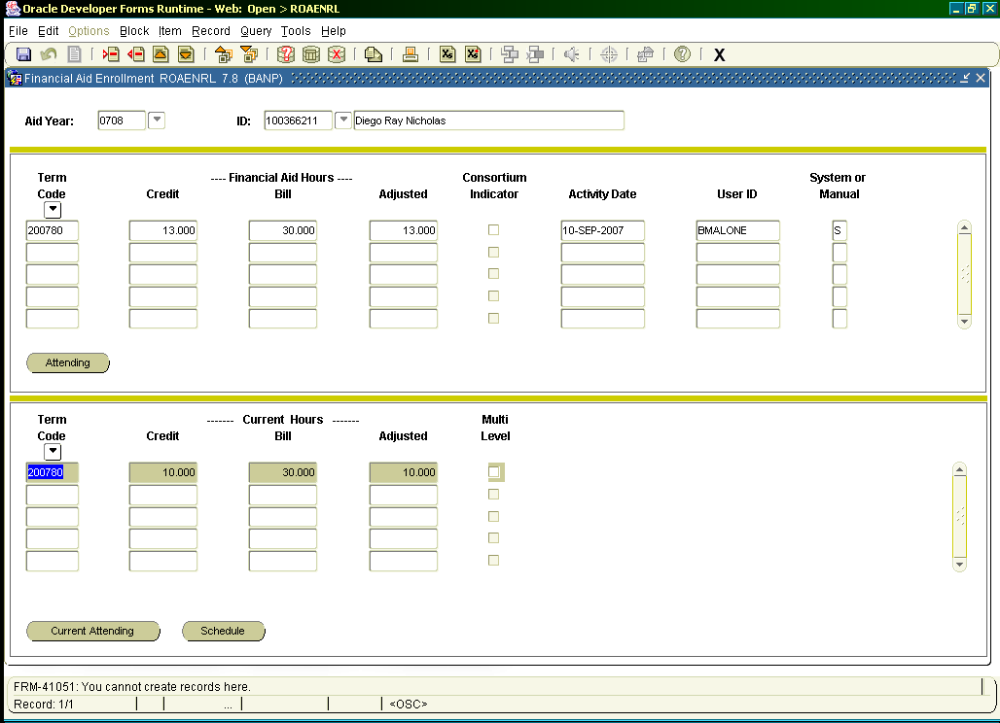 Oracle Developer Forms Runtime - Web: Open > ROAENRL
File Edit Options Block Item Record Query Tools Help
X
Financial Aid Enrollment ROAENRL 7.8 (BANP)
Aid Year: 0708 ID: 100366211 Diego Ray Nicholas
Term ---- Financial Aid Hours ---- Consortium System or
Code Credit Bill Adjusted Indicator Activity Date User ID Manual
200780 13.000 30.000 13.000 10-SEP-2007 BMALONE S
Attending
Term ------- Current Hours ------- Multi
Code Credit Bill Adjusted Level
200780 10.000 30.000 10.000
Current Attending Schedule
FRM-41051: You cannot create records here.
Record: 1/1 ... <OSC>